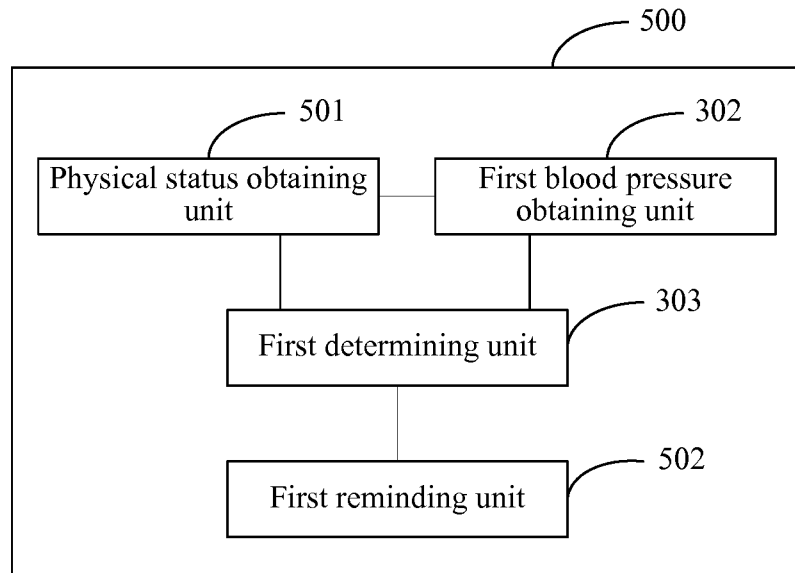 500
501
302
Physical status obtaining
unit
First blood pressure
obtaining unit
303
First determining unit
502
First reminding unit